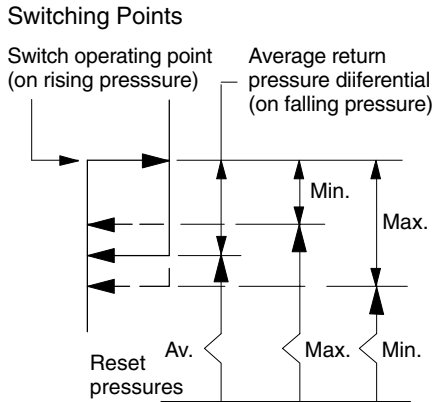 Switching Points
Switch operating point
(on rising presssure)
Average return
pressure diiferential
(on falling pressure)
Min.
Max.
Av.
Max.
Min.
Reset
pressures